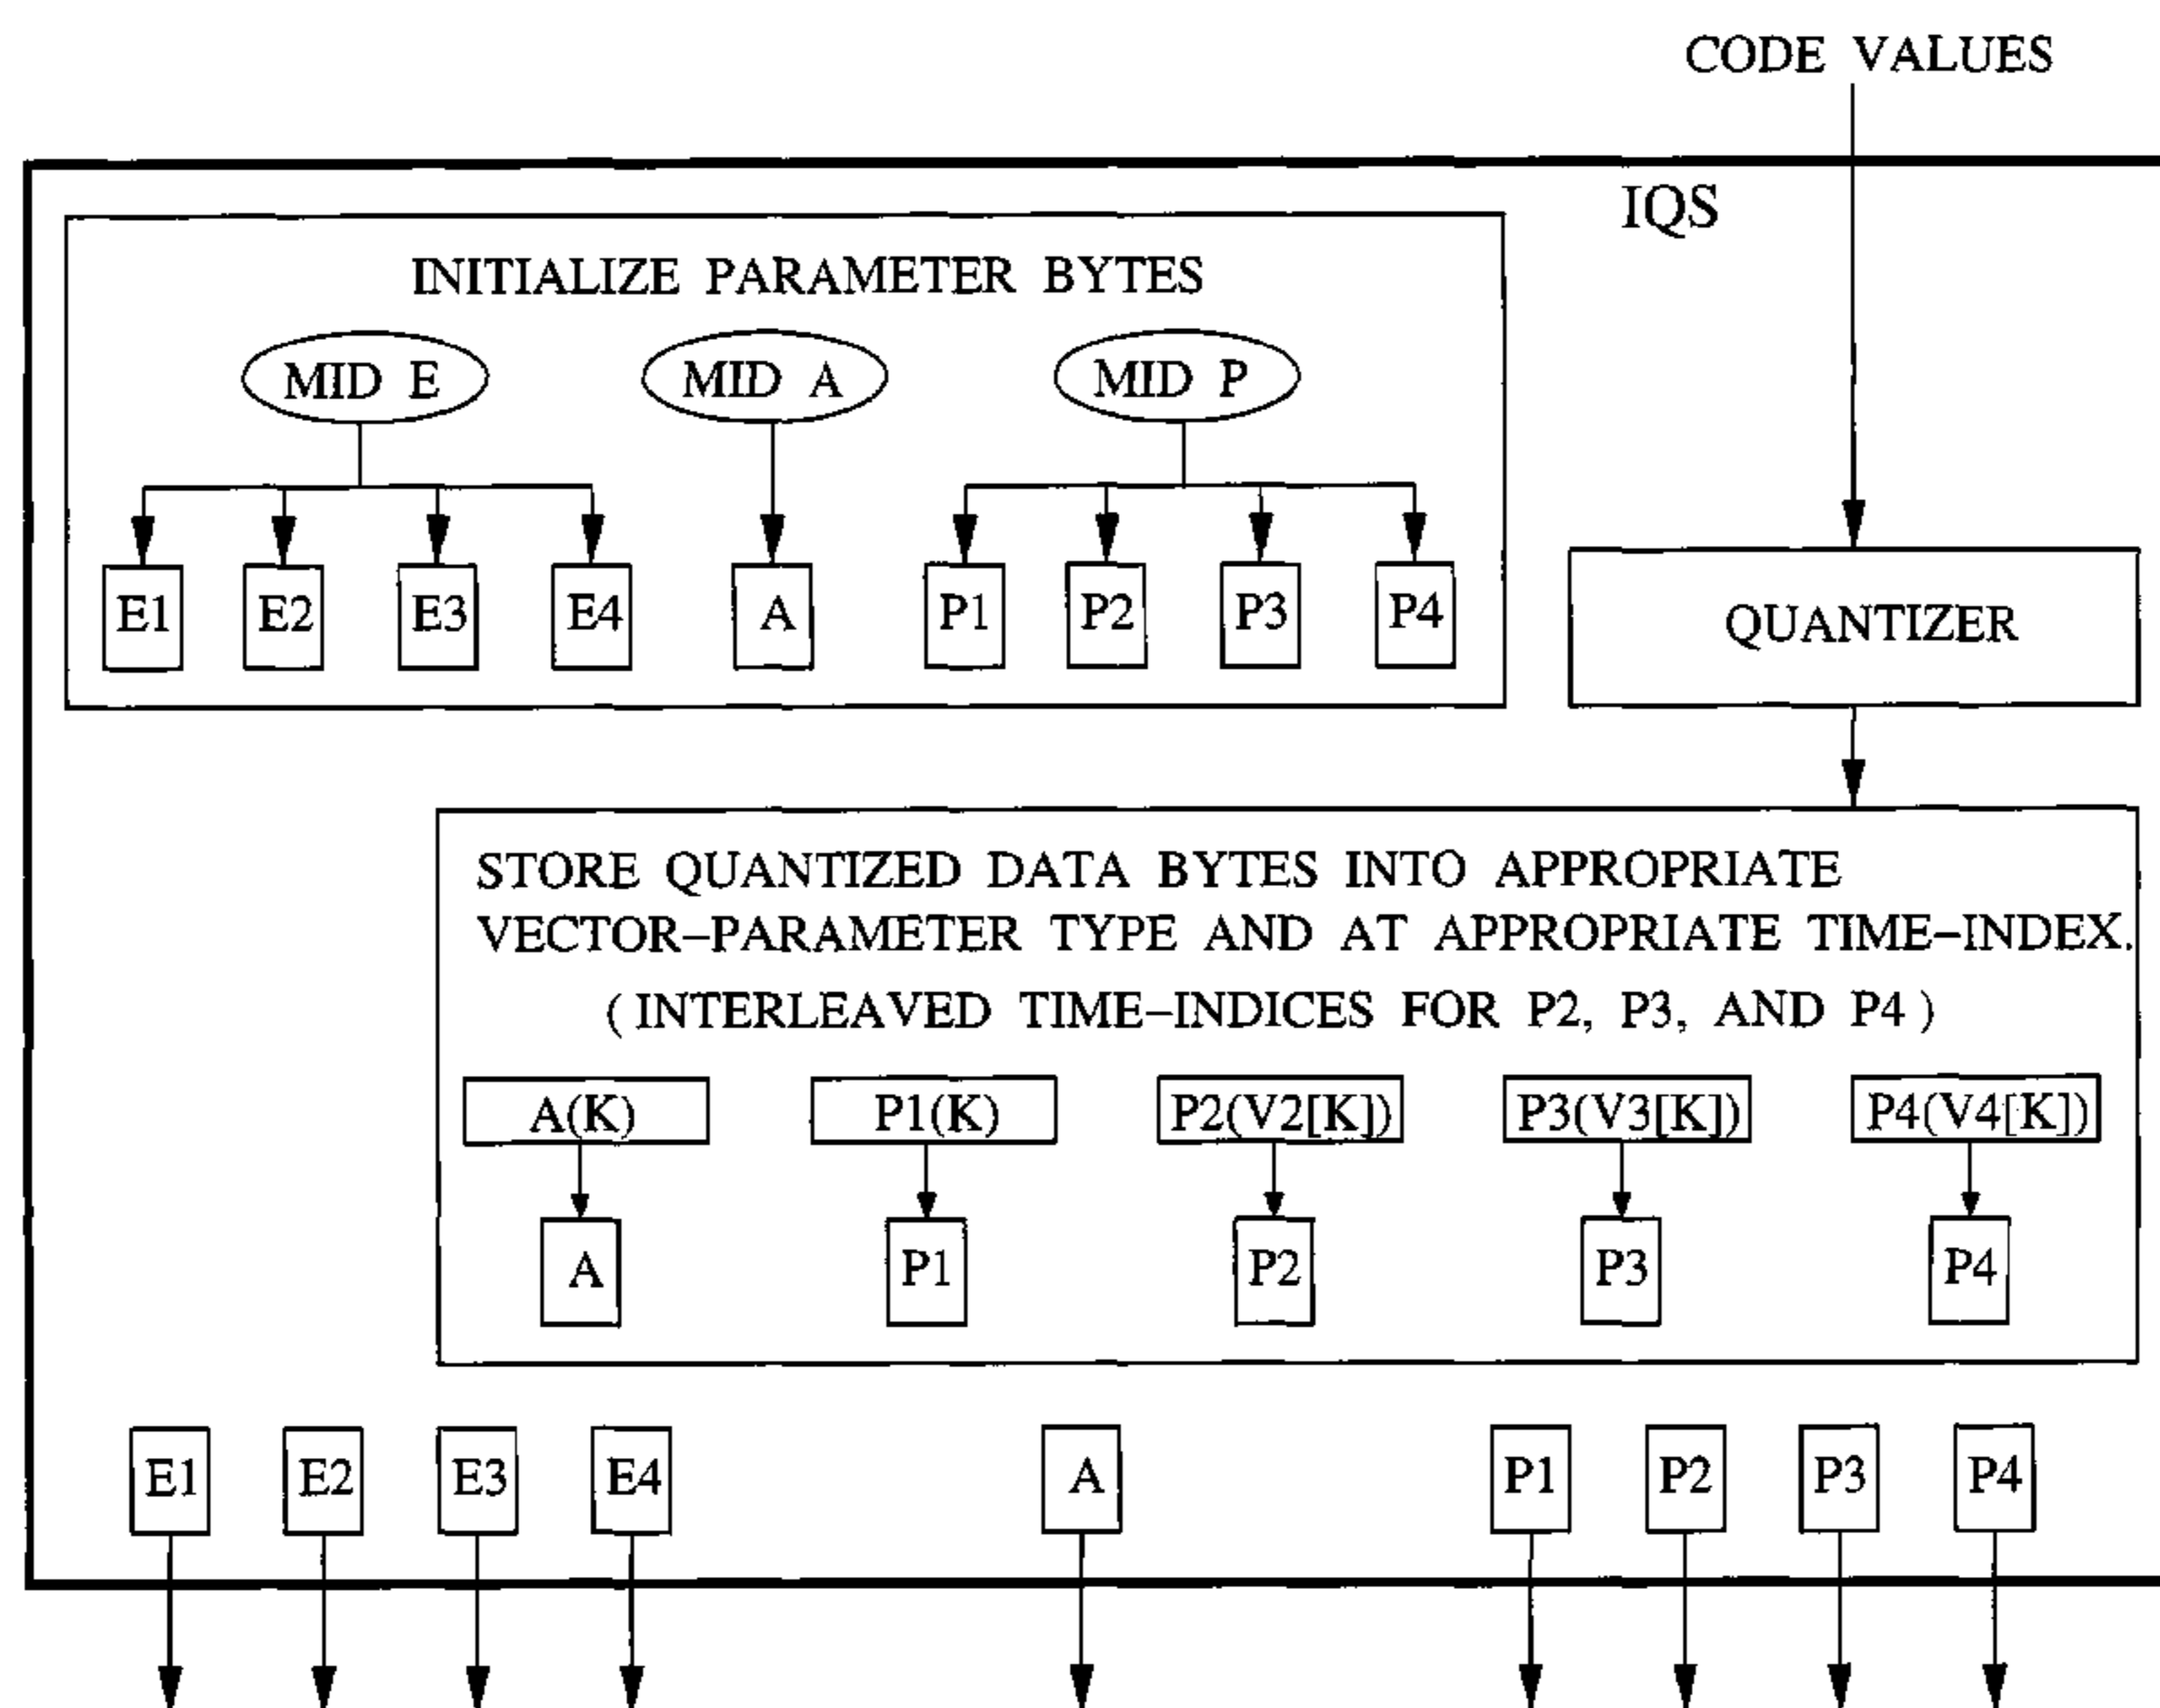 CODE VALUES
IQS
INITIALIZE PARAMETER BYTES
MID E MID A MID P
E1 E2 E3 E4 A P1 P2 P3 P4
QUANTIZER
STORE QUANTIZED DATA BYTES INTO APPROPRIATE
VECTOR–PARAMETER TYPE AND AT APPROPRIATE TIME–INDEX.
( INTERLEAVED TIME–INDICES FOR P2, P3, AND P4 )
A(K) P1(K) P2(V2[K]) P3(V3[K]) P4(V4[K])
A P1 P2 P3 P4
E1 E2 E3 E4 A P1 P2 P3 P4